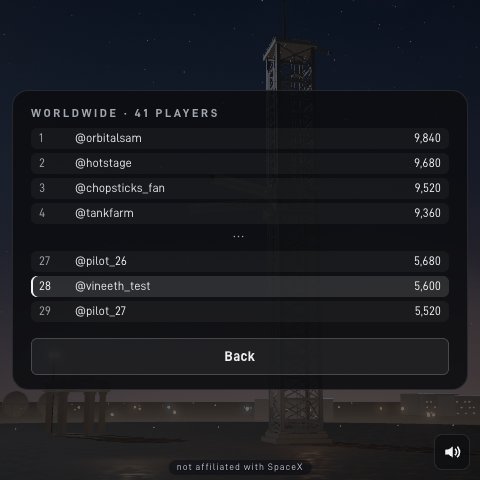 WORLDWIDE · 41 PLAYERS
1 @orbitalsam 9,840
2 @hotstage 9,680
3 @chopsticks_fan 9,520
4 @tankfarm 9,360
...
27 @pilot_26 5,680
28 @vineeth_test 5,600
29 @pilot_27 5,520
Back
not affiliated with SpaceX